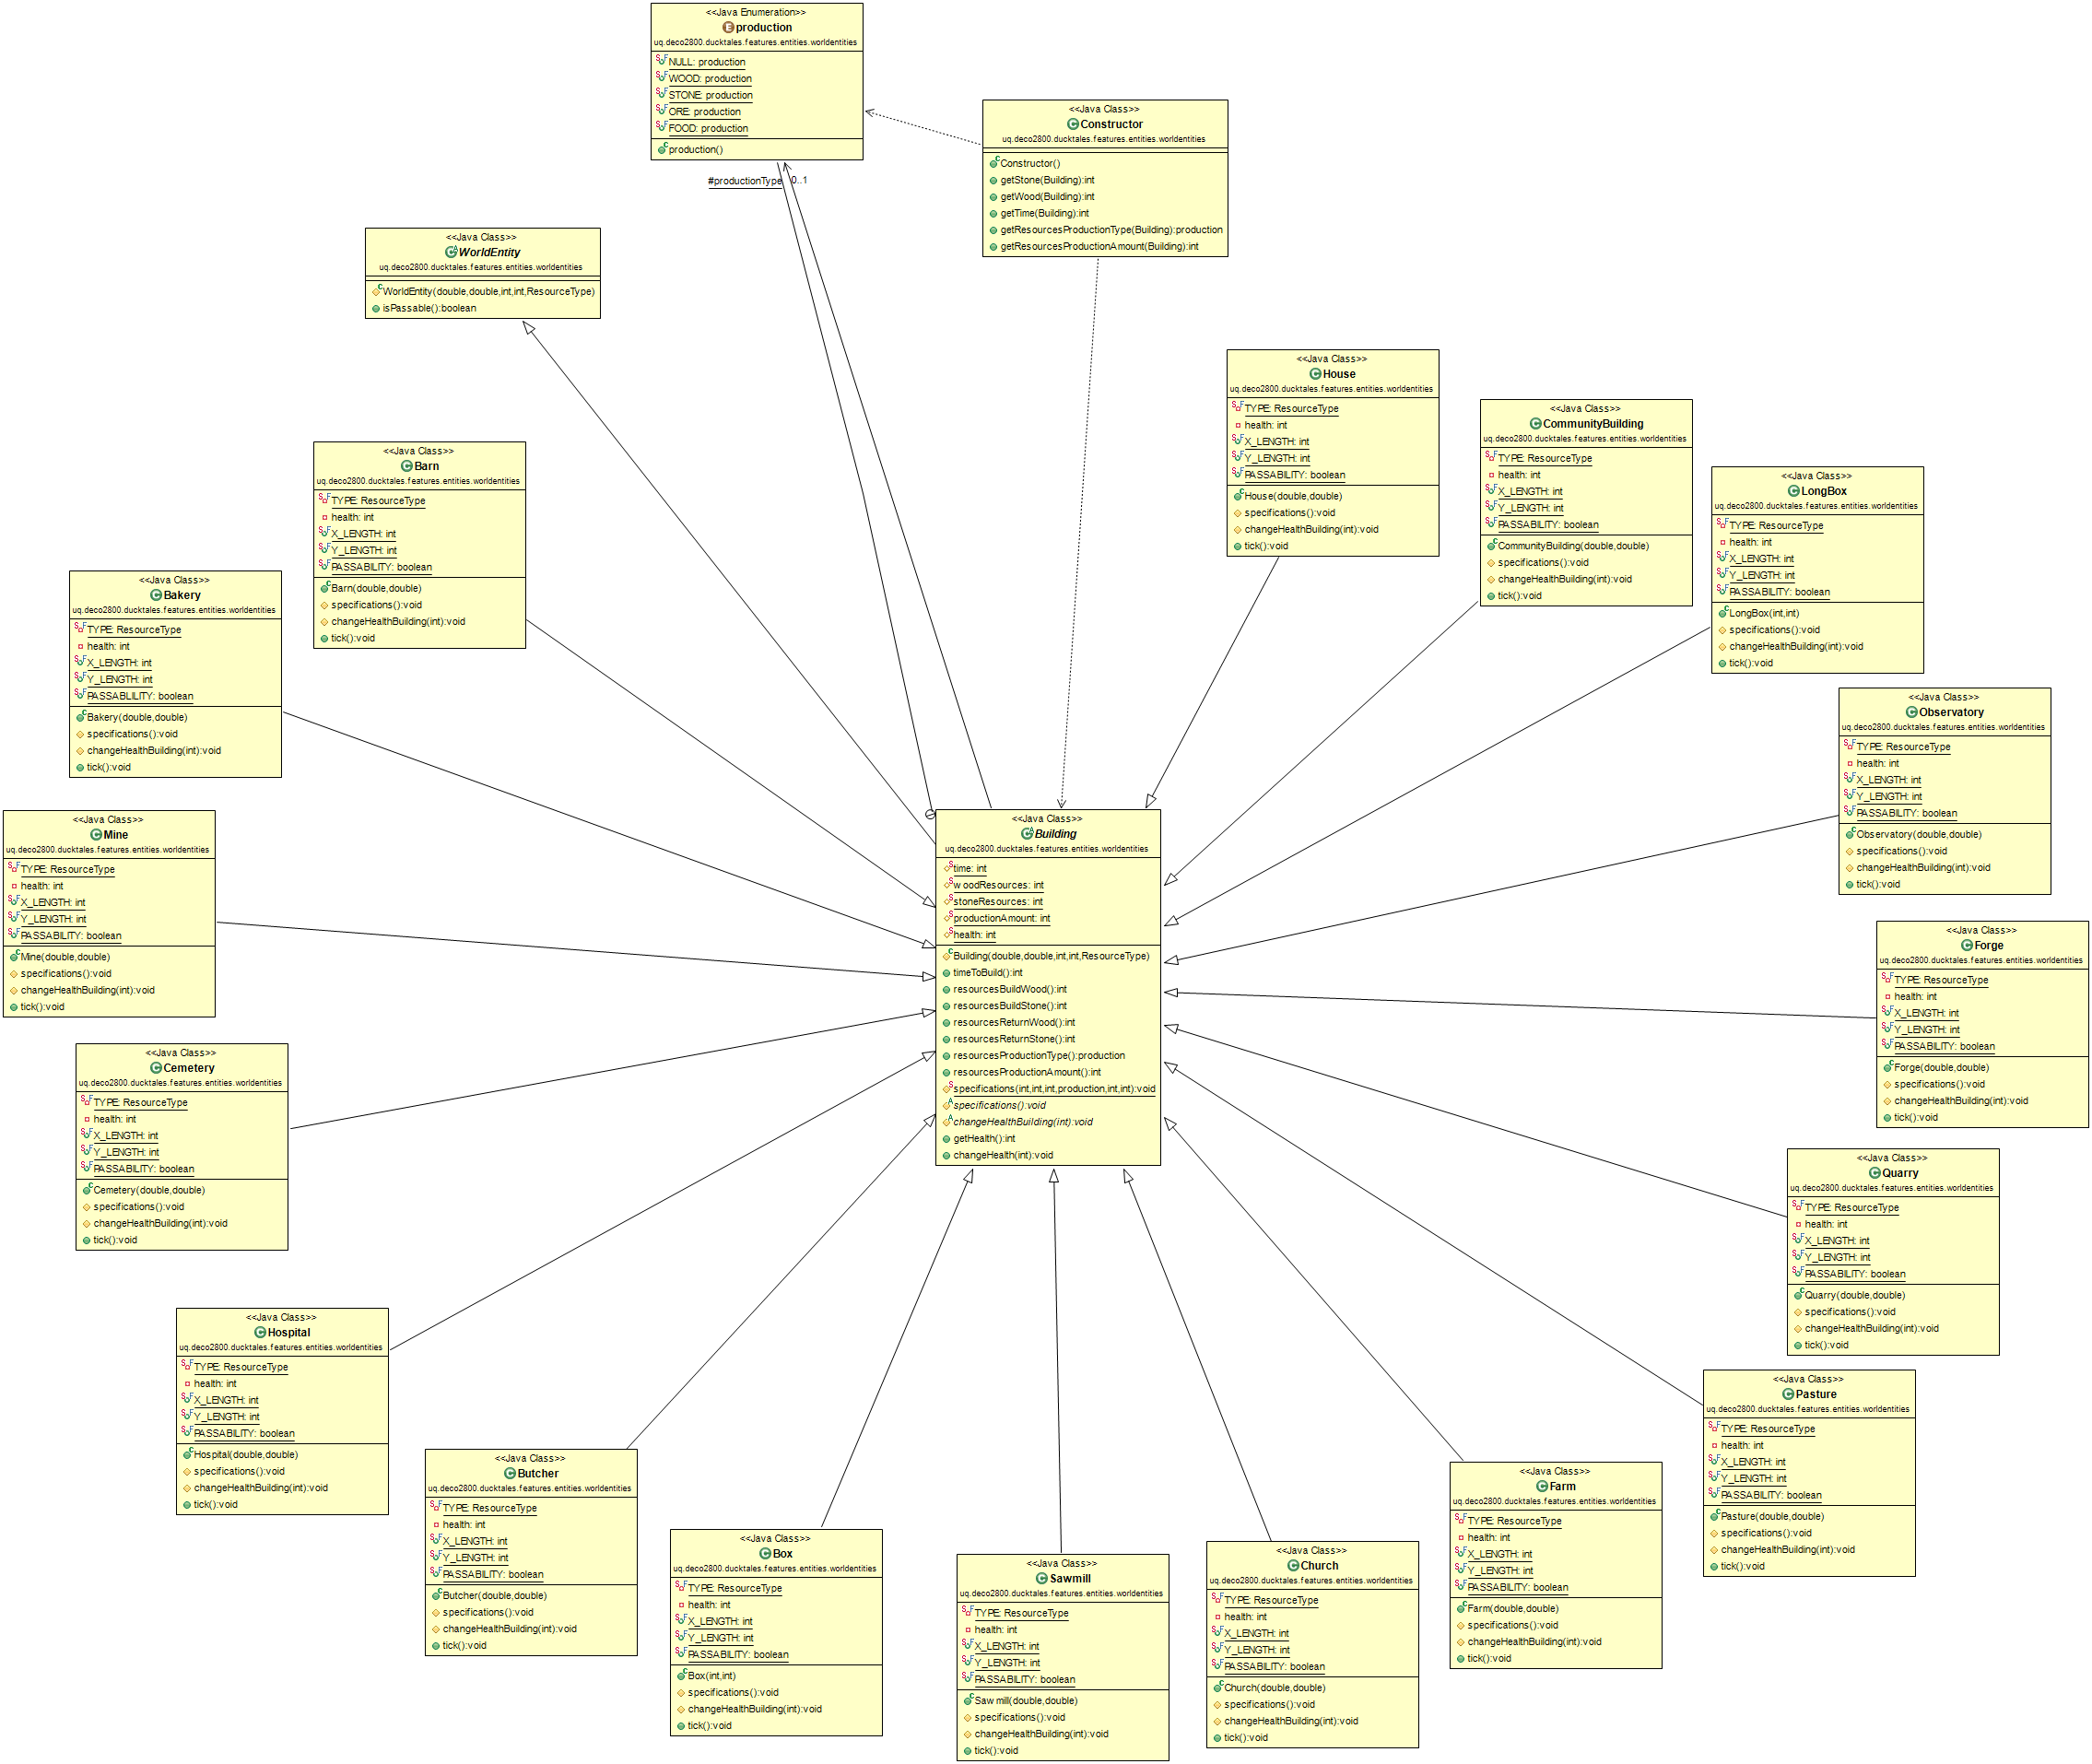 <<Java Enumeration>>
production
uq.deco2800.ducktales.features.entities.worldentities
NULL: production
WOOD: production
STONE: production
ORE: production
FOOD: production
production()
#productionType 0..1
<<Java Class>>
Constructor
uq.deco2800.ducktales.features.entities.worldentities
Constructor()
getStone(Building):int
getWood(Building):int
getTime(Building):int
getResourcesProductionType(Building):production
getResourcesProductionAmount(Building):int
<<Java Class>>
WorldEntity
uq.deco2800.ducktales.features.entities.worldentities
WorldEntity(double,double,int,int,ResourceType)
isPassable():boolean
<<Java Class>>
House
uq.deco2800.ducktales.features.entities.worldentities
TYPE: ResourceType
health: int
X_LENGTH: int
Y_LENGTH: int
PASSABILITY: boolean
House(double,double)
specifications():void
changeHealthBuilding(int):void
tick():void
<<Java Class>>
CommunityBuilding
uq.deco2800.ducktales.features.entities.worldentities
TYPE: ResourceType
health: int
X_LENGTH: int
Y_LENGTH: int
PASSABILITY: boolean
CommunityBuilding(double,double)
specifications():void
changeHealthBuilding(int):void
tick():void
<<Java Class>>
Barn
uq.deco2800.ducktales.features.entities.worldentities
TYPE: ResourceType
health: int
X_LENGTH: int
Y_LENGTH: int
PASSABILITY: boolean
Barn(double,double)
specifications():void
changeHealthBuilding(int):void
tick():void
<<Java Class>>
LongBox
uq.deco2800.ducktales.features.entities.worldentities
TYPE: ResourceType
health: int
X_LENGTH: int
Y_LENGTH: int
PASSABILITY: boolean
LongBox(int,int)
specifications():void
changeHealthBuilding(int):void
tick():void
<<Java Class>>
Bakery
uq.deco2800.ducktales.features.entities.worldentities
TYPE: ResourceType
health: int
X_LENGTH: int
Y_LENGTH: int
PASSABLILITY: boolean
Bakery(double,double)
specifications():void
changeHealthBuilding(int):void
tick():void
<<Java Class>>
Observatory
uq.deco2800.ducktales.features.entities.worldentities
TYPE: ResourceType
health: int
X_LENGTH: int
Y_LENGTH: int
PASSABILITY: boolean
Observatory(double,double)
specifications():void
changeHealthBuilding(int):void
tick():void
<<Java Class>>
Mine
uq.deco2800.ducktales.features.entities.worldentities
TYPE: ResourceType
health: int
X_LENGTH: int
Y_LENGTH: int
PASSABILITY: boolean
Mine(double,double)
specifications():void
changeHealthBuilding(int):void
tick():void
<<Java Class>>
Building
uq.deco2800.ducktales.features.entities.worldentities
time: int
woodResources: int
stoneResources: int
productionAmount: int
health: int
Building(double,double,int,int,ResourceType)
timeToBuild():int
resourcesBuildWood():int
resourcesBuildStone():int
resourcesReturnWood():int
resourcesReturnStone():int
resourcesProductionType():production
resourcesProductionAmount():int
specifications(int,int,int,production,int,int):void
specifications():void
changeHealthBuilding(int):void
getHealth():int
changeHealth(int):void
<<Java Class>>
Forge
uq.deco2800.ducktales.features.entities.worldentities
TYPE: ResourceType
health: int
X_LENGTH: int
Y_LENGTH: int
PASSABILITY: boolean
Forge(double,double)
specifications():void
changeHealthBuilding(int):void
tick():void
<<Java Class>>
Cemetery
uq.deco2800.ducktales.features.entities.worldentities
TYPE: ResourceType
health: int
X_LENGTH: int
Y_LENGTH: int
PASSABILITY: boolean
Cemetery(double,double)
specifications():void
changeHealthBuilding(int):void
tick():void
<<Java Class>>
Quarry
uq.deco2800.ducktales.features.entities.worldentities
TYPE: ResourceType
health: int
X_LENGTH: int
Y_LENGTH: int
PASSABILITY: boolean
Quarry(double,double)
specifications():void
changeHealthBuilding(int):void
tick():void
<<Java Class>>
Hospital
uq.deco2800.ducktales.features.entities.worldentities
TYPE: ResourceType
health: int
X_LENGTH: int
Y_LENGTH: int
PASSABILITY: boolean
Hospital(double,double)
specifications():void
changeHealthBuilding(int):void
tick():void
<<Java Class>>
Pasture
uq.deco2800.ducktales.features.entities.worldentities
TYPE: ResourceType
health: int
X_LENGTH: int
Y_LENGTH: int
PASSABILITY: boolean
Pasture(double,double)
specifications():void
changeHealthBuilding(int):void
tick():void
<<Java Class>>
Butcher
uq.deco2800.ducktales.features.entities.worldentities
TYPE: ResourceType
health: int
X_LENGTH: int
Y_LENGTH: int
PASSABILITY: boolean
Butcher(double,double)
specifications():void
changeHealthBuilding(int):void
tick():void
<<Java Class>>
Farm
uq.deco2800.ducktales.features.entities.worldentities
TYPE: ResourceType
health: int
X_LENGTH: int
Y_LENGTH: int
PASSABILITY: boolean
Farm(double,double)
specifications():void
changeHealthBuilding(int):void
tick():void
<<Java Class>>
Box
uq.deco2800.ducktales.features.entities.worldentities
TYPE: ResourceType
health: int
X_LENGTH: int
Y_LENGTH: int
PASSABILITY: boolean
Box(int,int)
specifications():void
changeHealthBuilding(int):void
tick():void
<<Java Class>>
Sawmill
uq.deco2800.ducktales.features.entities.worldentities
TYPE: ResourceType
health: int
X_LENGTH: int
Y_LENGTH: int
PASSABILITY: boolean
Sawmill(double,double)
specifications():void
changeHealthBuilding(int):void
tick():void
<<Java Class>>
Church
uq.deco2800.ducktales.features.entities.worldentities
TYPE: ResourceType
health: int
X_LENGTH: int
Y_LENGTH: int
PASSABILITY: boolean
Church(double,double)
specifications():void
changeHealthBuilding(int):void
tick():void